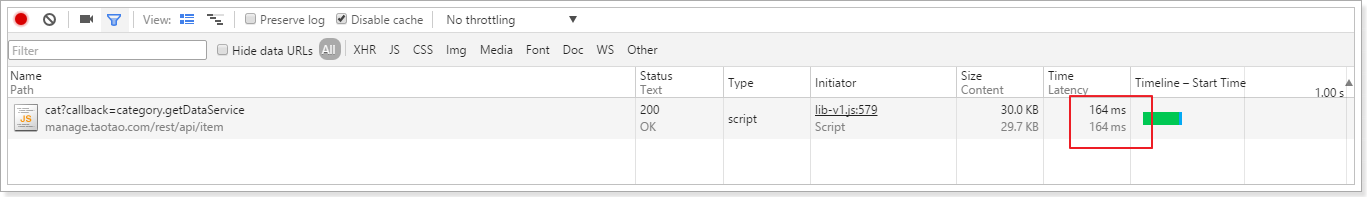 View: Preserve log Disable cache No throttling
Filter Hide data URLs All XHR JS CSS Img Media Font Doc WS Other
Name Status Type Initiator Size Time Timeline – Start Time
Path Text Content Latency 1.00 s
cat?callback=category.getDataService 200 script lib-v1.js:579 30.0 KB 164 ms
JS manage.taotao.com/rest/api/item OK Script 29.7 KB 164 ms